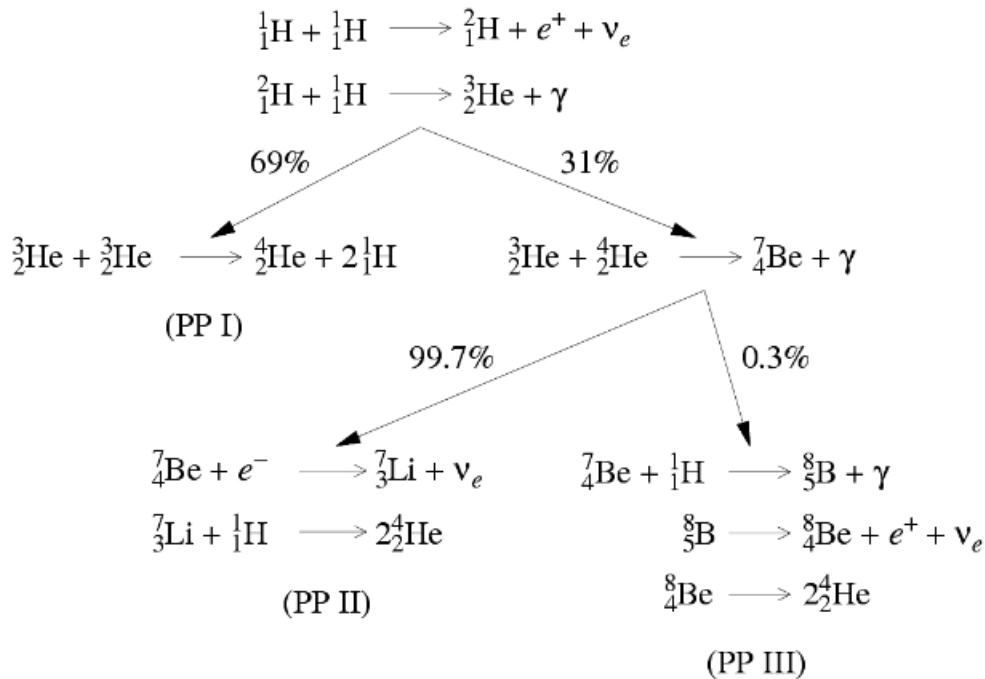 ¹₁H + ¹₁H ⟶ ²₁H + e⁺ + νₑ
²₁H + ¹₁H ⟶ ³₂He + γ
69% 31%
³₂He + ³₂He ⟶ ⁴₂He + 2¹₁H ³₂He + ⁴₂He ⟶ ⁷₄Be + γ
(PP I)
99.7% 0.3%
⁷₄Be + e⁻ ⟶ ⁷₃Li + νₑ
⁷₃Li + ¹₁H ⟶ 2⁴₂He
(PP II)
⁷₄Be + ¹₁H ⟶ ⁸₅B + γ
⁸₅B ⟶ ⁸₄Be + e⁺ + νₑ
⁸₄Be ⟶ 2⁴₂He
(PP III)